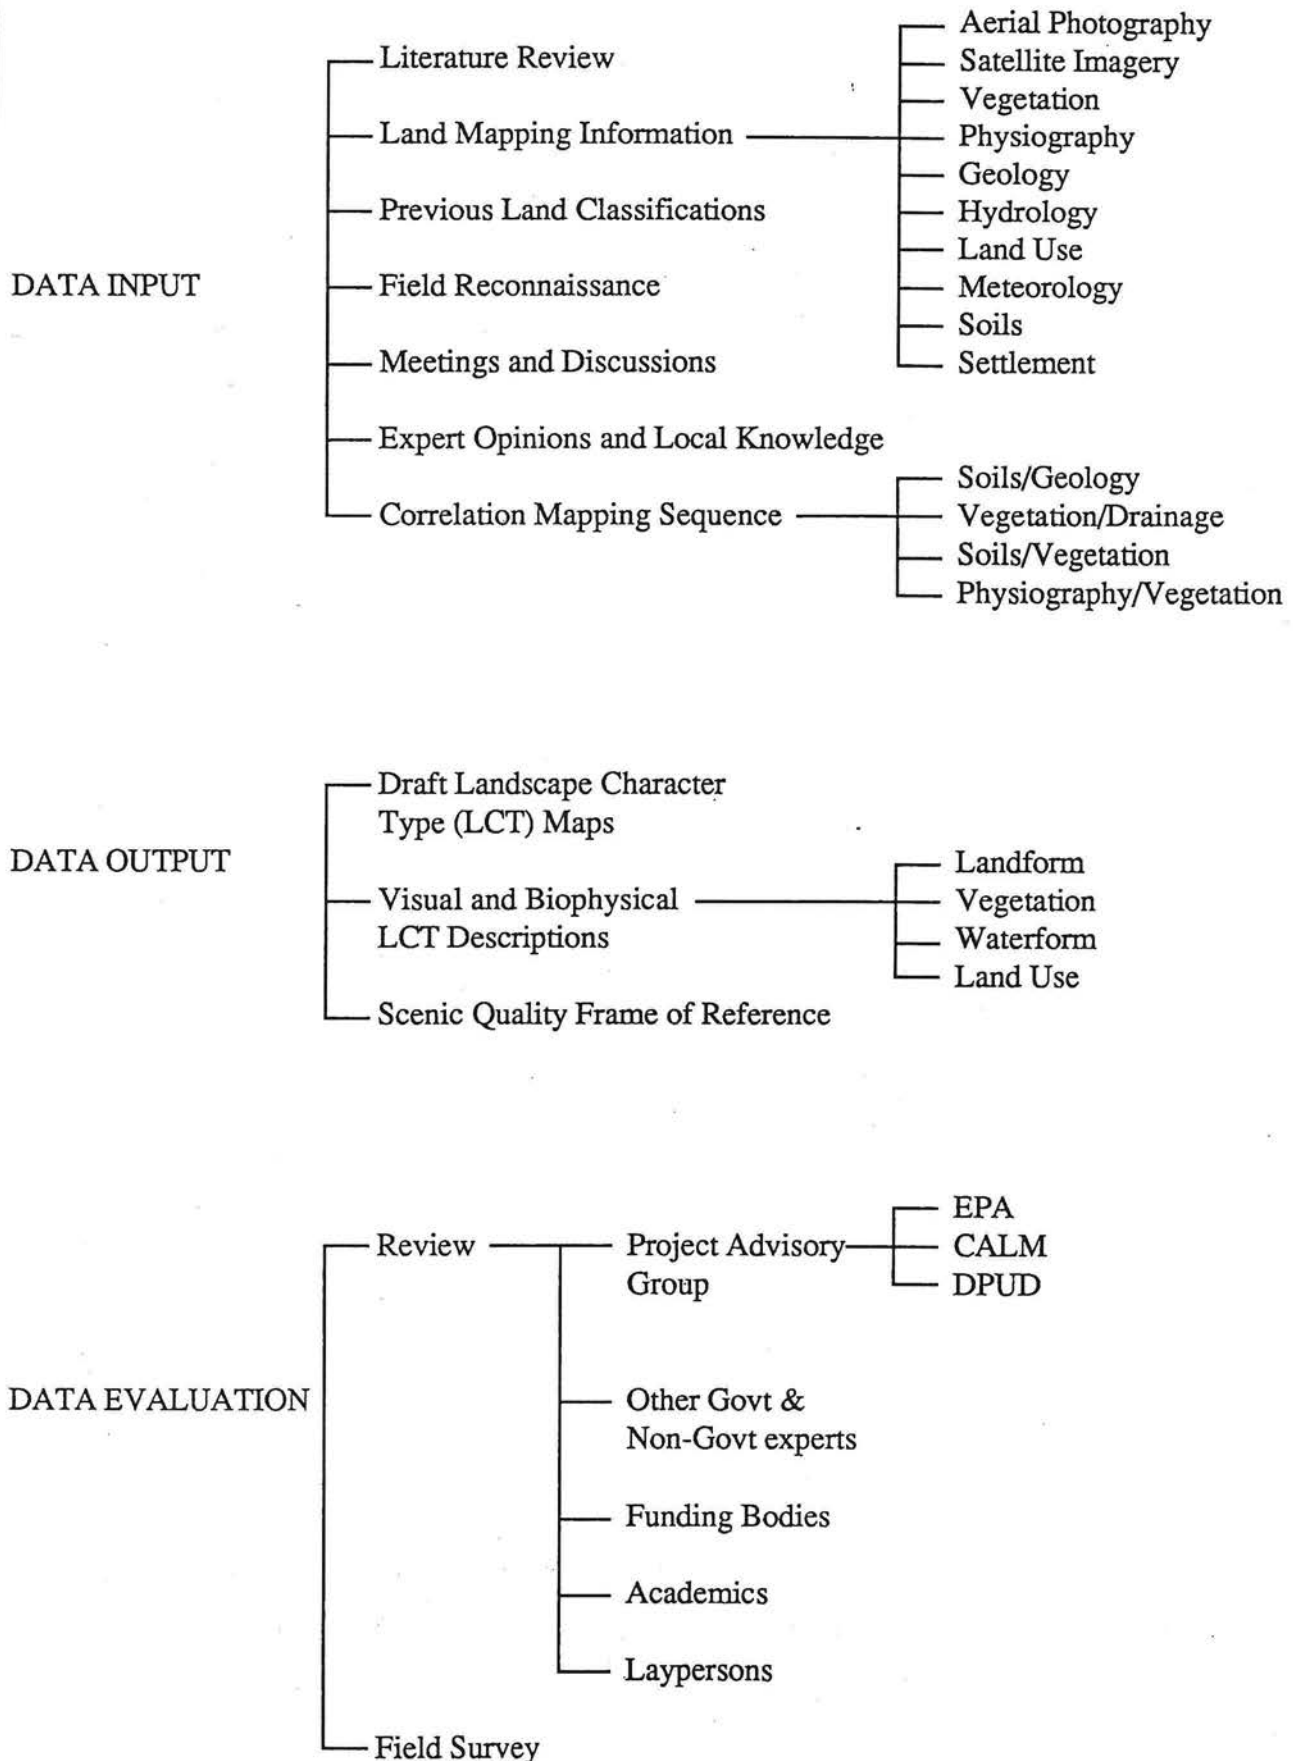 DATA INPUT
Literature Review
Land Mapping Information
Aerial Photography
Satellite Imagery
Vegetation
Physiography
Geology
Hydrology
Land Use
Meteorology
Soils
Settlement
Previous Land Classifications
Field Reconnaissance
Meetings and Discussions
Expert Opinions and Local Knowledge
Correlation Mapping Sequence
Soils/Geology
Vegetation/Drainage
Soils/Vegetation
Physiography/Vegetation
DATA OUTPUT
Draft Landscape Character
Type (LCT) Maps
Visual and Biophysical
LCT Descriptions
Landform
Vegetation
Waterform
Land Use
Scenic Quality Frame of Reference
DATA EVALUATION
Review
Project Advisory
Group
EPA
CALM
DPUD
Other Govt &
Non-Govt experts
Funding Bodies
Academics
Laypersons
Field Survey